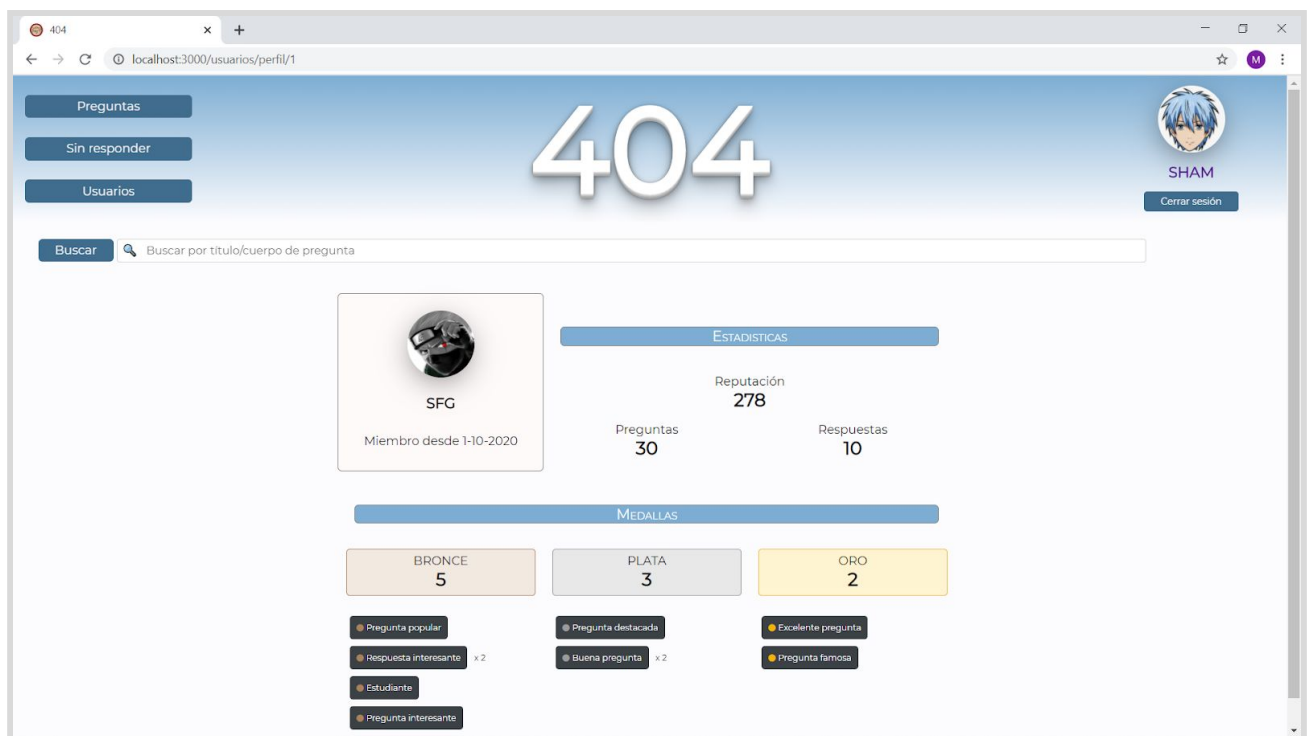 404
localhost:3000/usuarios/perfil/1
M
Preguntas
Sin responder
Usuarios
404
SHAM
Cerrar sesión
Buscar
Buscar por título/cuerpo de pregunta
SFG
Miembro desde 1-10-2020
ESTADISTICAS
Reputación
278
Preguntas
30
Respuestas
10
MEDALLAS
BRONCE
5
PLATA
3
ORO
2
Pregunta popular
Respuesta interesante x 2
Estudiante
Pregunta interesante
Pregunta destacada
Buena pregunta x 2
Excelente pregunta
Pregunta famosa